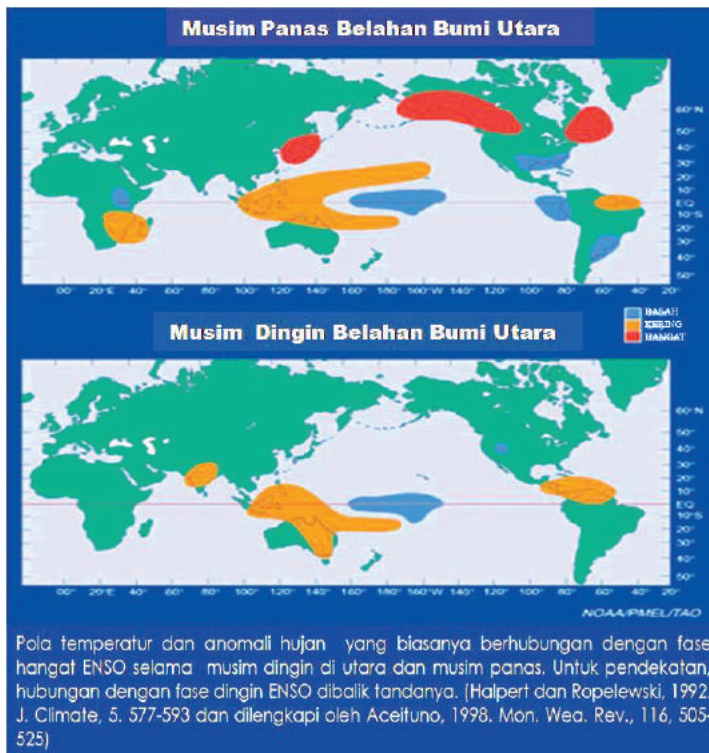 Musim Panas Belahan Bumi Utara
60°N
50°
40°
30°
20°
10°
EQ
10°S
20°
30°
40°
50°
00° 20°E 40° 60° 80° 100° 120° 140° 160° 180° 160°W 140° 120° 100° 80° 60° 40° 20°
BASAH
KERING
HANGAT
Musim Dingin Belahan Bumi Utara
60°N
50°
40°
30°
20°
10°
EQ
10°S
20°
30°
40°
50°
00° 20°E 40° 60° 80° 100° 120° 140° 160° 180° 160°W 140° 120° 100° 80° 60° 40° 20°
NOAA/PMEL/TAO
Pola temperatur dan anomali hujan yang biasanya berhubungan dengan fase
hangat ENSO selama musim dingin di utara dan musim panas. Untuk pendekatan,
hubungan dengan fase dingin ENSO dibalik tandanya. (Halpert dan Ropelewski, 1992,
J. Climate, 5. 577-593 dan dilengkapi oleh Aceituno, 1998. Mon. Wea. Rev., 116, 505-
525)